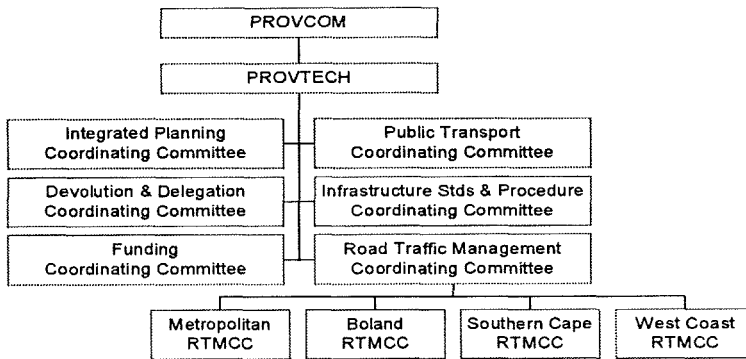 PROVCOM
PROVTECH
Integrated Planning
Coordinating Committee
Public Transport
Coordinating Committee
Devolution & Delegation
Coordinating Committee
Infrastructure Stds & Procedure
Coordinating Committee
Funding
Coordinating Committee
Road Traffic Management
Coordinating Committee
Metropolitan
RTMCC
Boland
RTMCC
Southern Cape
RTMCC
West Coast
RTMCC